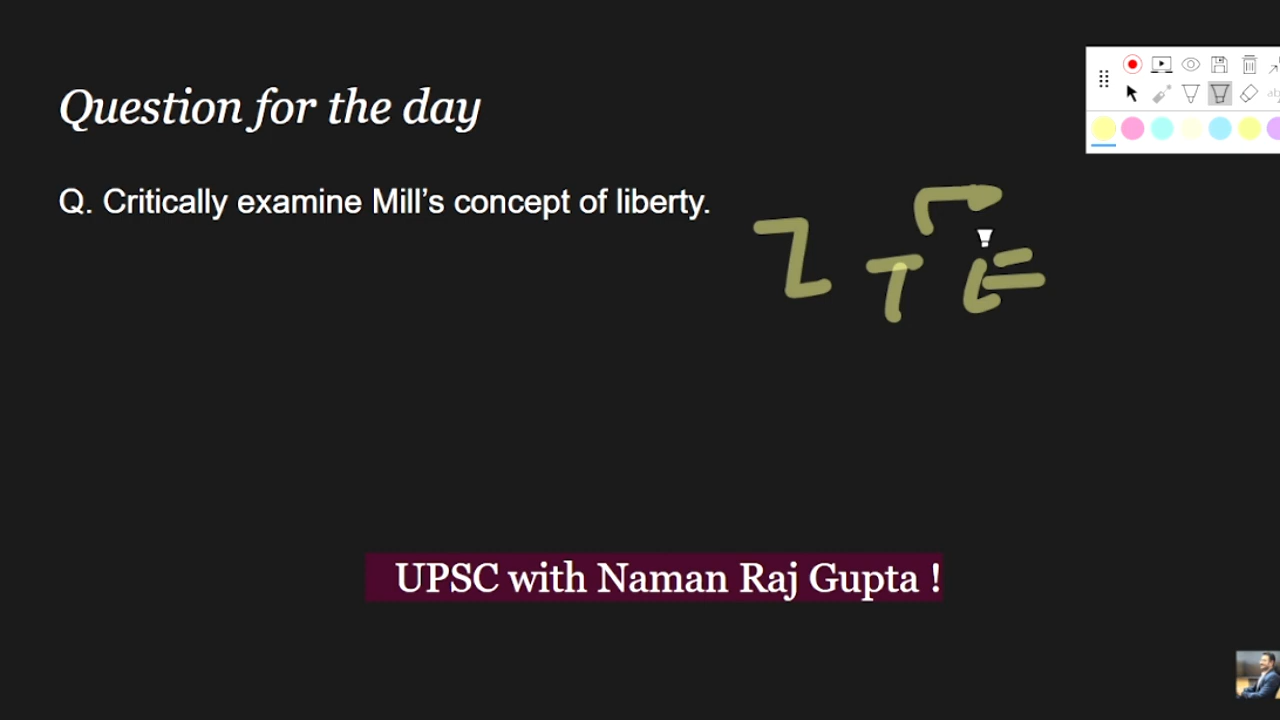 Question for the day
Q. Critically examine Mill’s concept of liberty.
UPSC with Naman Raj Gupta !